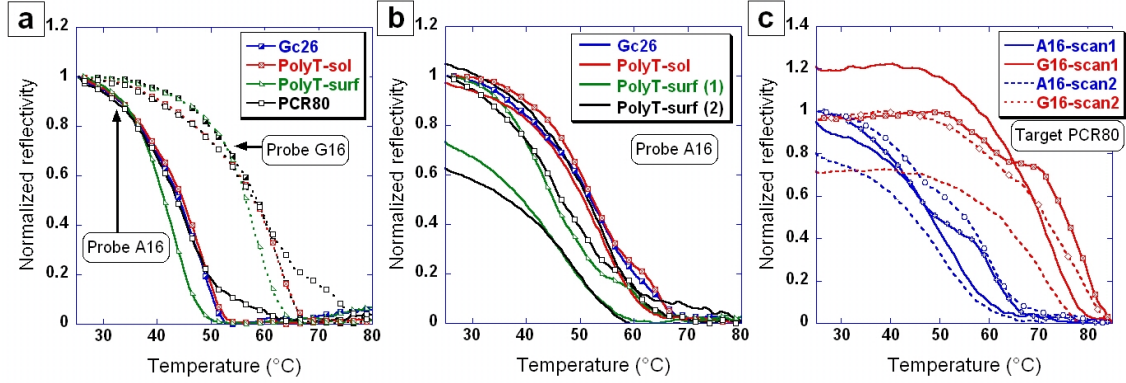 a
1.2
1
0.8
0.6
0.4
0.2
0
30 40 50 60 70 80
Normalized reflectivity
Temperature (°C)
Gc26
PolyT-sol
PolyT-surf
PCR80
Probe G16
Probe A16
b
1.2
1
0.8
0.6
0.4
0.2
0
30 40 50 60 70 80
Normalized reflectivity
Temperature (°C)
Gc26
PolyT-sol
PolyT-surf (1)
PolyT-surf (2)
Probe A16
c
1.4
1.2
1
0.8
0.6
0.4
0.2
0
30 40 50 60 70 80
Normalized reflectivity
Temperature (°C)
A16-scan1
G16-scan1
A16-scan2
G16-scan2
Target PCR80